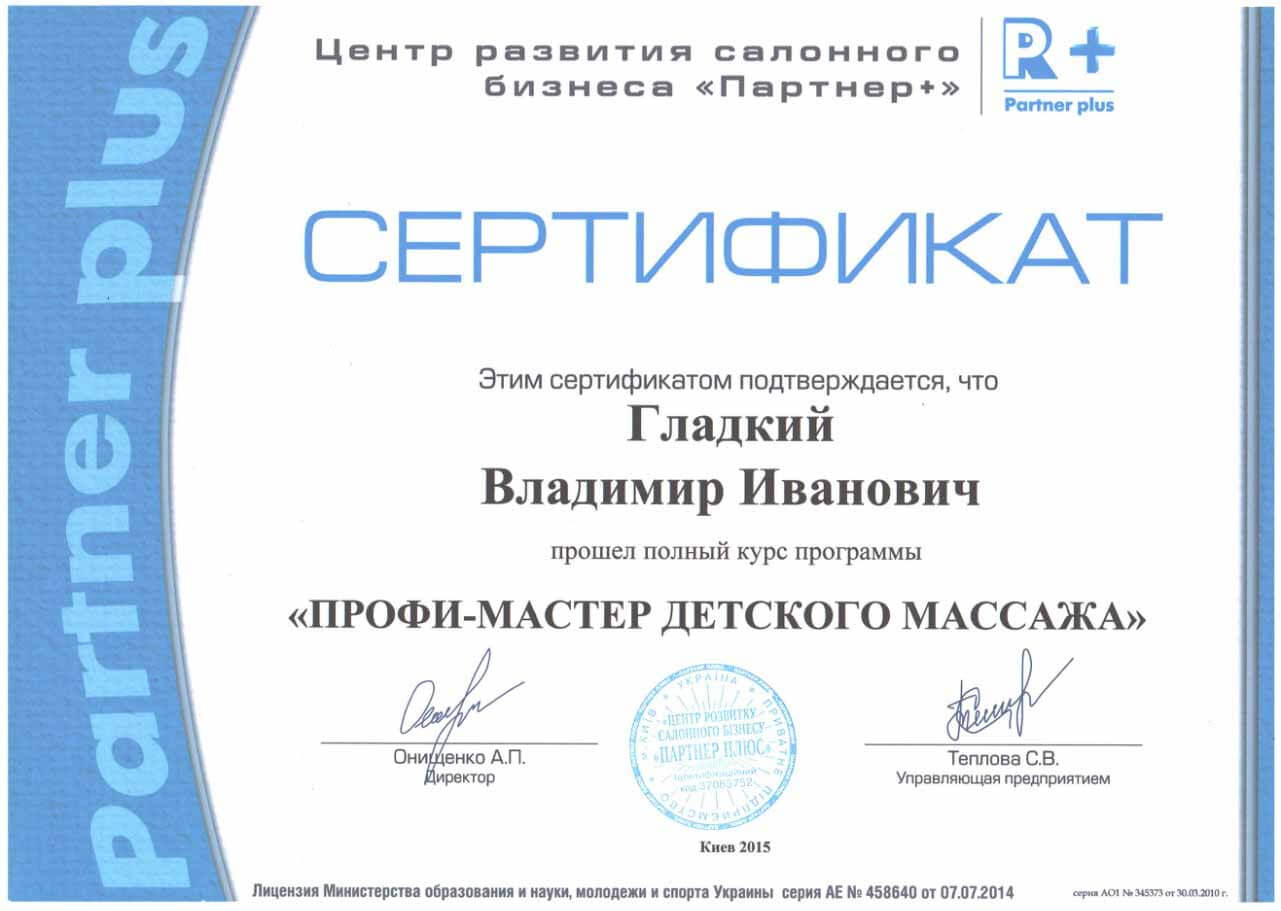 partner plus
Центр развития салонного
бизнеса «Партнер+»
R+
Partner plus
СЕРТИФИКАТ
Этим сертификатом подтверждается, что
Гладкий
Владимир Иванович
прошел полный курс программы
«ПРОФИ-МАСТЕР ДЕТСКОГО МАССАЖА»
Онищенко А.П.
Директор
УКРАЇНА * ПРИВАТНЕ ПІДПРИЄМСТВО * м. КИЇВ
«ЦЕНТР РОЗВИТКУ
САЛОННОГО БІЗНЕСУ
«ПАРТНЕР ПЛЮС»
Ідентифікаційний
код 37063752
Теплова С.В.
Управляющая предприятием
Киев 2015
Лицензия Министерства образования и науки, молодежи и спорта Украины серия АЕ № 458640 от 07.07.2014
серия АО1 № 345373 от 30.03.2010 г.